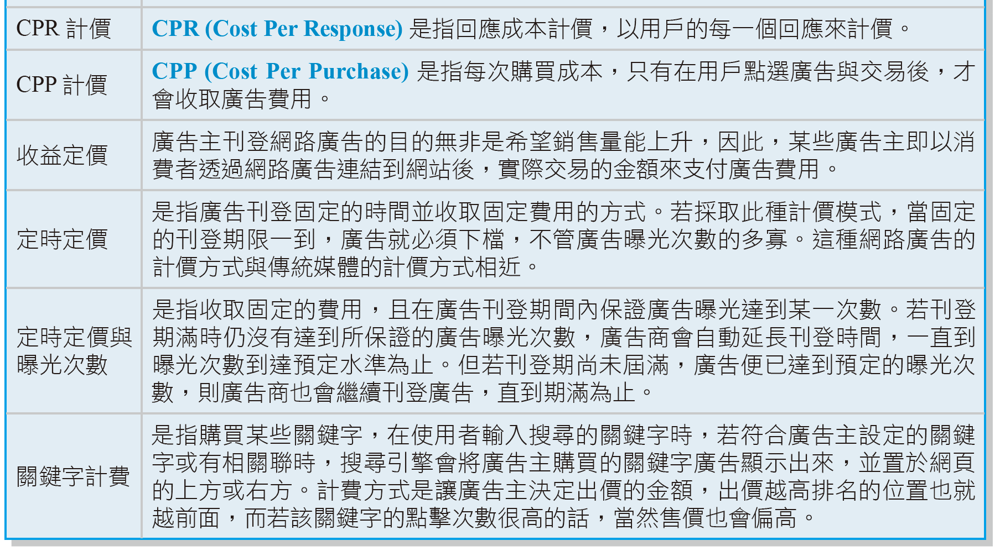 CPR 計價
CPR (Cost Per Response) 是指回應成本計價，以用戶的每一個回應來計價。
CPP 計價
CPP (Cost Per Purchase) 是指每次購買成本，只有在用戶點選廣告與交易後，才
會收取廣告費用。
收益定價
廣告主刊登網路廣告的目的無非是希望銷售量能上升，因此，某些廣告主即以消
費者透過網路廣告連結到網站後，實際交易的金額來支付廣告費用。
定時定價
是指廣告刊登固定的時間並收取固定費用的方式。若採取此種計價模式，當固定
的刊登期限一到，廣告就必須下檔，不管廣告曝光次數的多寡。這種網路廣告的
計價方式與傳統媒體的計價方式相近。
定時定價與
曝光次數
是指收取固定的費用，且在廣告刊登期間內保證廣告曝光達到某一次數。若刊登
期滿時仍沒有達到所保證的廣告曝光次數，廣告商會自動延長刊登時間，一直到
曝光次數到達預定水準為止。但若刊登期尚未屆滿，廣告便已達到預定的曝光次
數，則廣告商也會繼續刊登廣告，直到期滿為止。
關鍵字計費
是指購買某些關鍵字，在使用者輸入搜尋的關鍵字時，若符合廣告主設定的關鍵
字或有相關聯時，搜尋引擎會將廣告主購買的關鍵字廣告顯示出來，並置於網頁
的上方或右方。計費方式是讓廣告主決定出價的金額，出價越高排名的位置也就
越前面，而若該關鍵字的點擊次數很高的話，當然售價也會偏高。